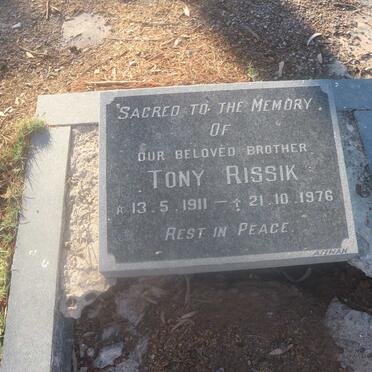 SACRED TO THE MEMORY
OF
OUR BELOVED BROTHER
TONY RISSIK
13.5.1911 — 21.10.1976
REST IN PEACE.